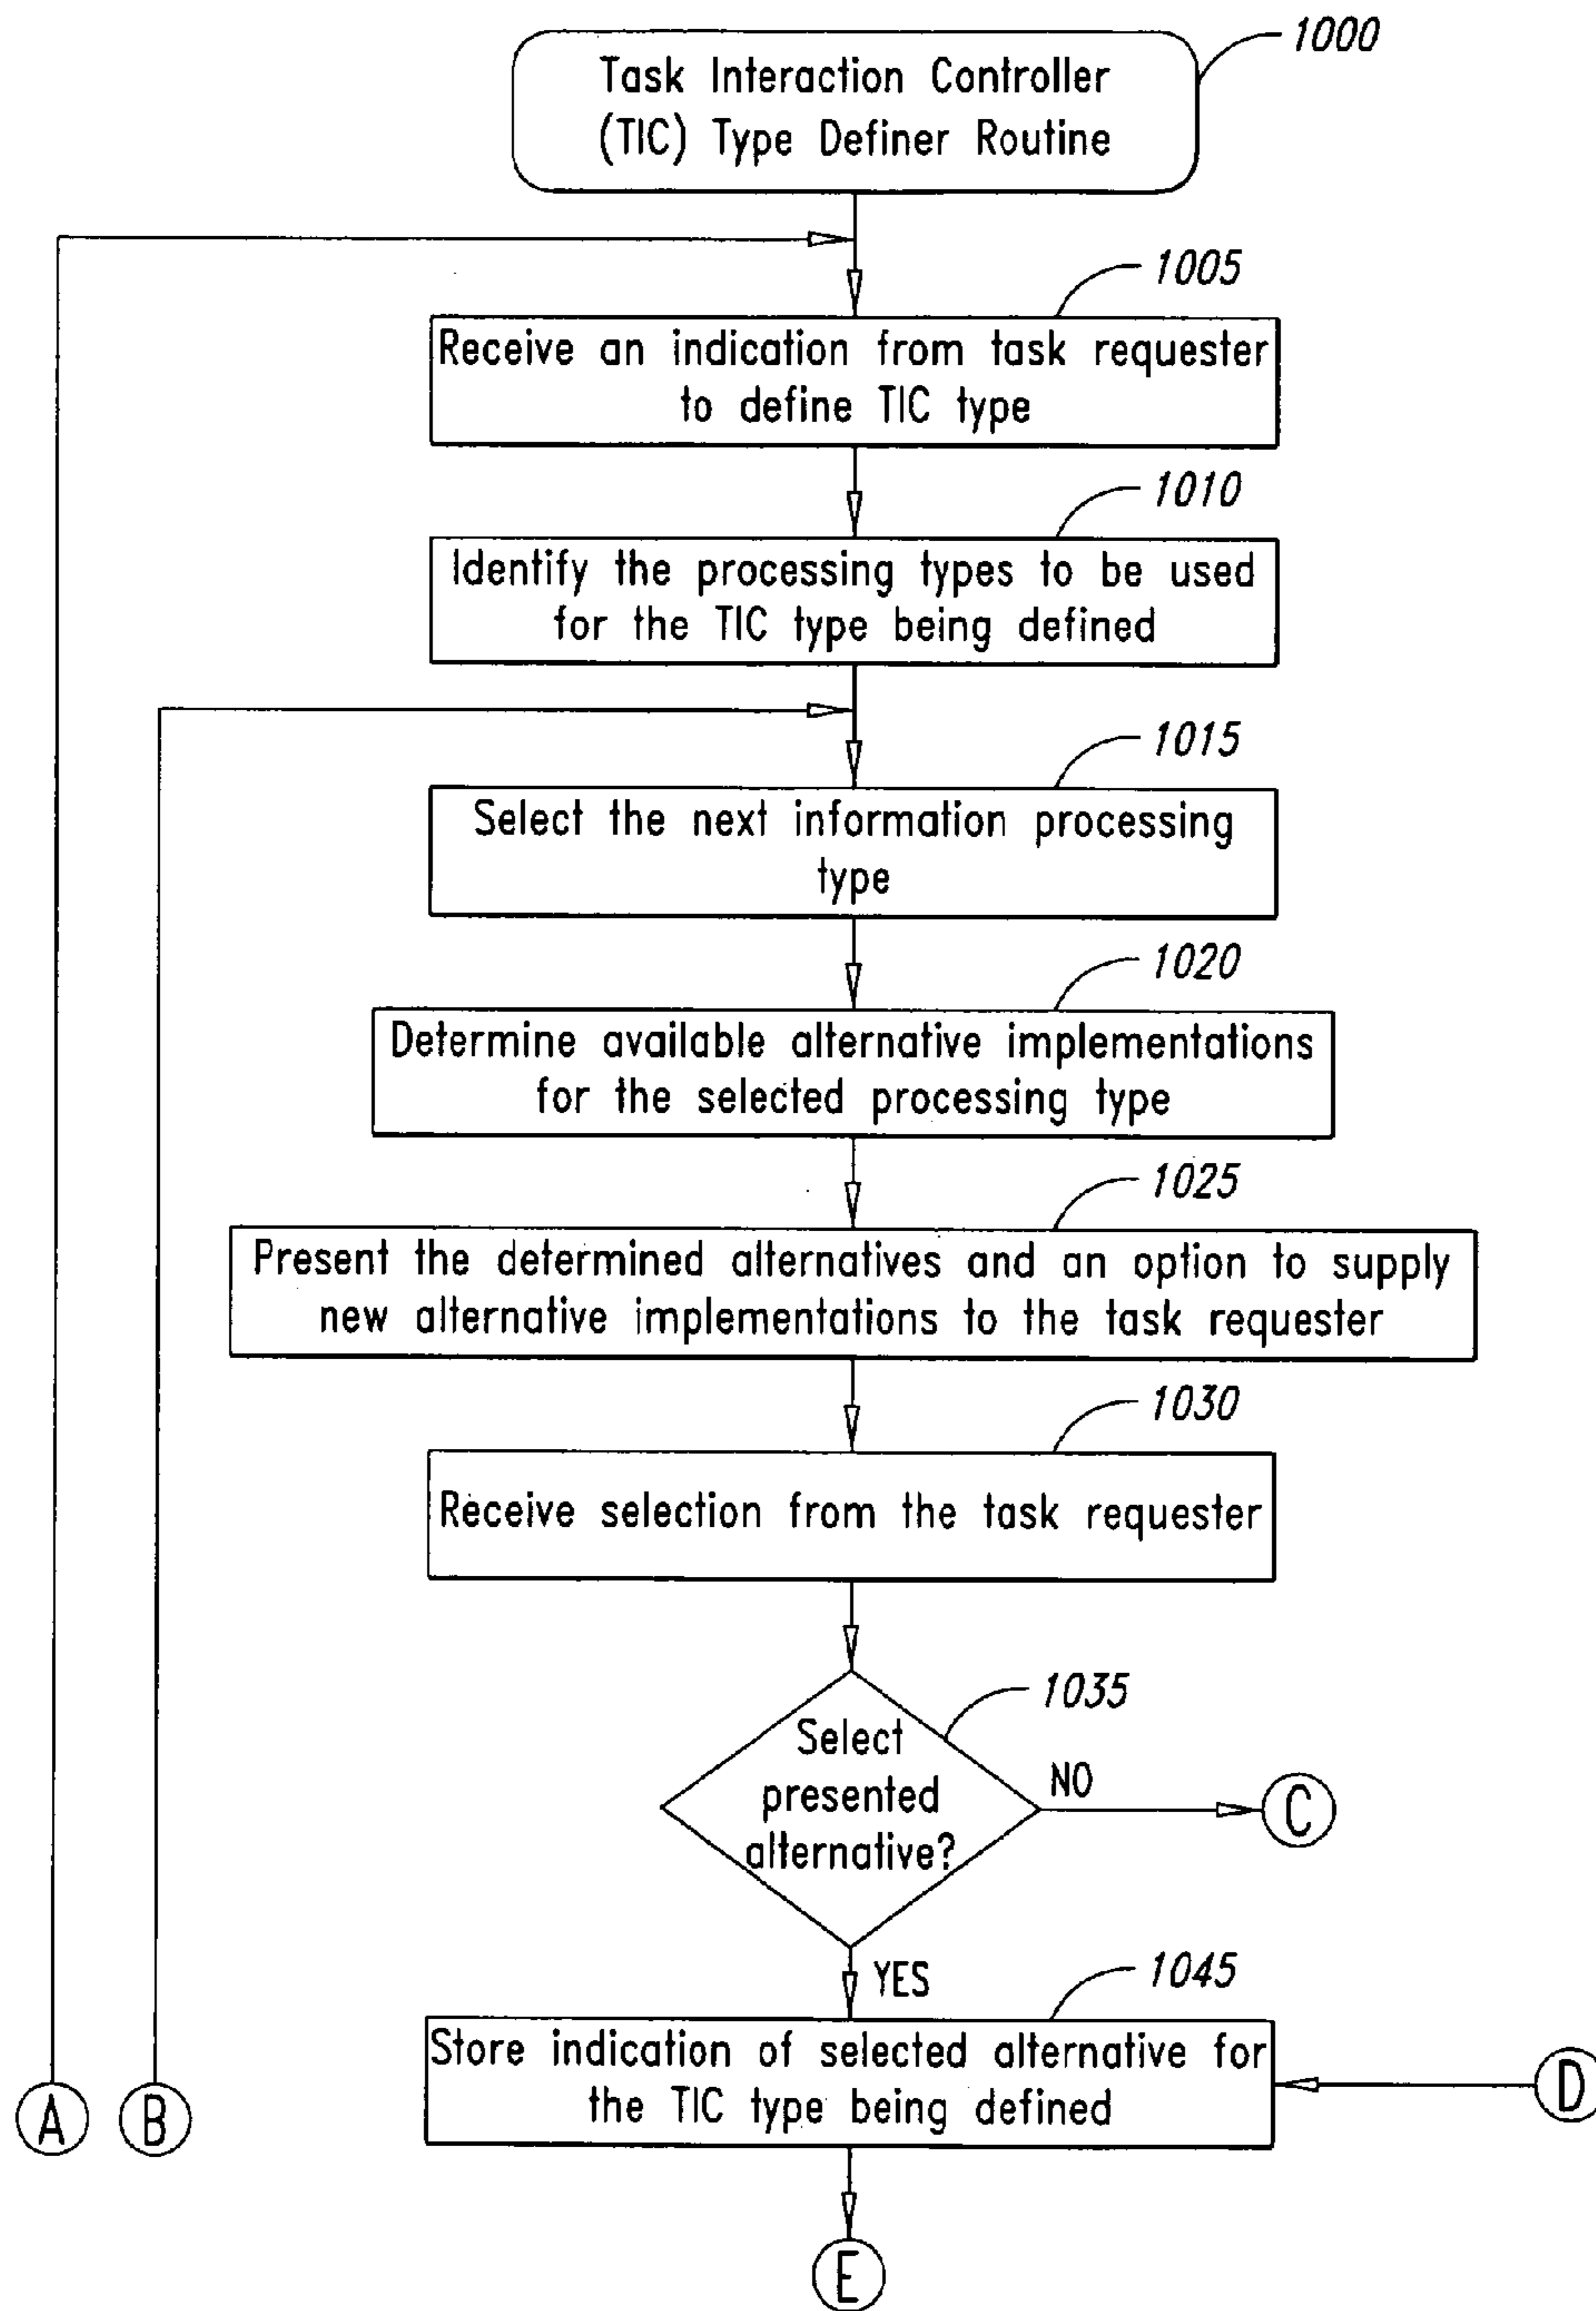 1000
Task Interaction Controller
(TIC) Type Definer Routine
1005
Receive an indication from task requester
to define TIC type
1010
Identify the processing types to be used
for the TIC type being defined
1015
Select the next information processing
type
1020
Determine available alternative implementations
for the selected processing type
1025
Present the determined alternatives and an option to supply
new alternative implementations to the task requester
1030
Receive selection from the task requester
1035
Select
presented
alternative?
NO
C
YES
1045
Store indication of selected alternative for
the TIC type being defined
A
B
D
E